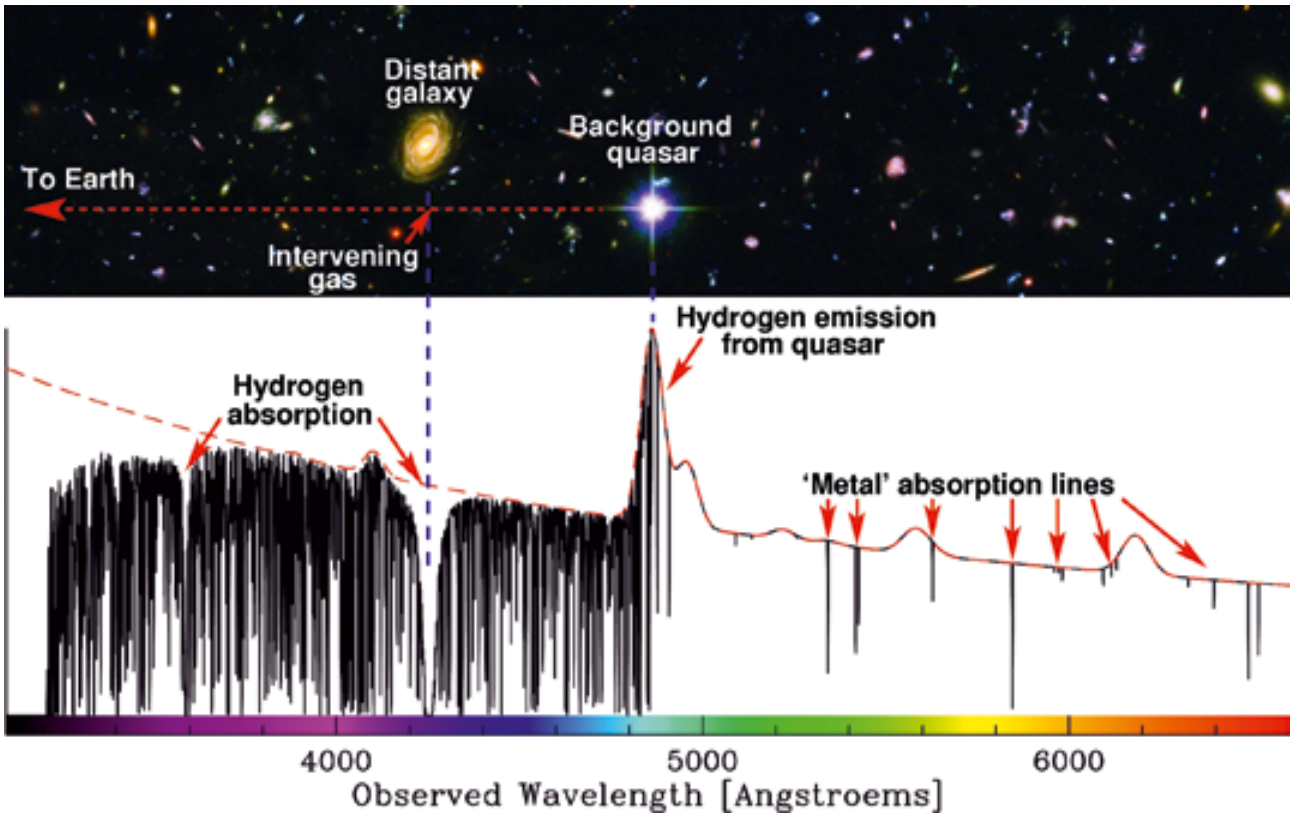 Distant
galaxy
Background
quasar
To Earth
Intervening
gas
Hydrogen emission
from quasar
Hydrogen
absorption
'Metal' absorption lines
4000
5000
6000
Observed Wavelength [Angstroems]